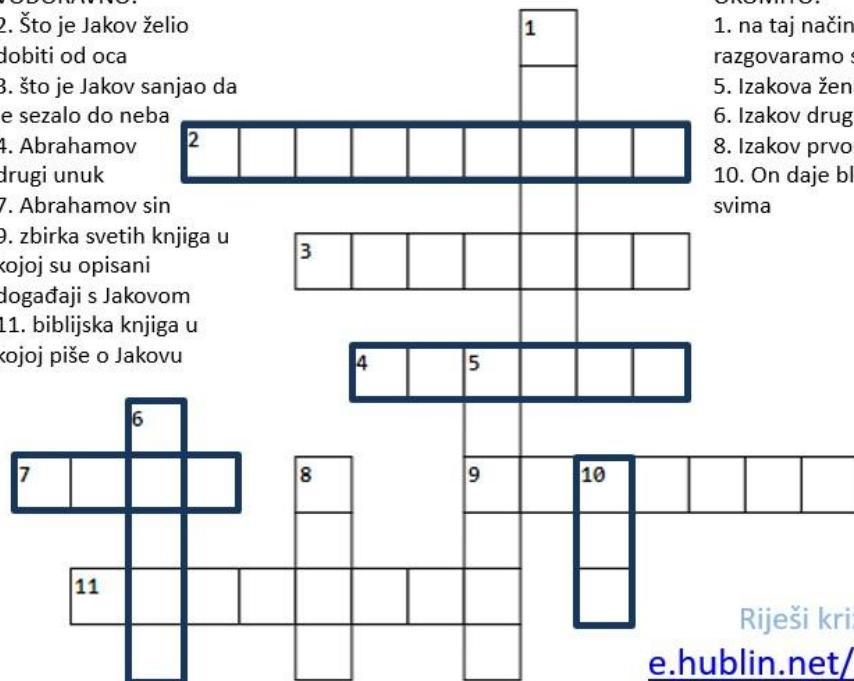 VODORAVNO:
2. Što je Jakov želio
dobiti od oca
3. što je Jakov sanjao da
je sezalo do neba
4. Abrahamov
drugi unuk
7. Abrahamov sin
9. zbirka svetih knjiga u
kojoj su opisani
događaji s Jakovom
11. biblijska knjiga u
kojoj piše o Jakovu
OKOMITO:
1. na taj način
razgovaramo s
5. Izakova žen
6. Izakov drug
8. Izakov prvo
10. On daje bl
svima
1
2
3
4 5
6
7 8 9 10
11
Riješi kri
e.hublin.net/